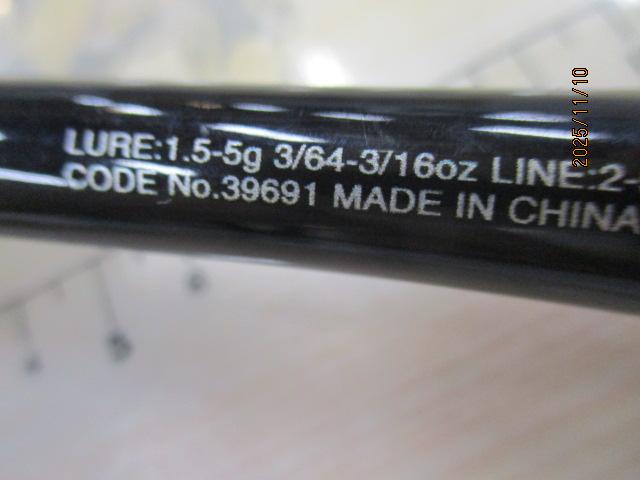 LURE:1.5-5g 3/64-3/16oz LINE:2-
CODE No.39691 MADE IN CHINA
2025/11/10